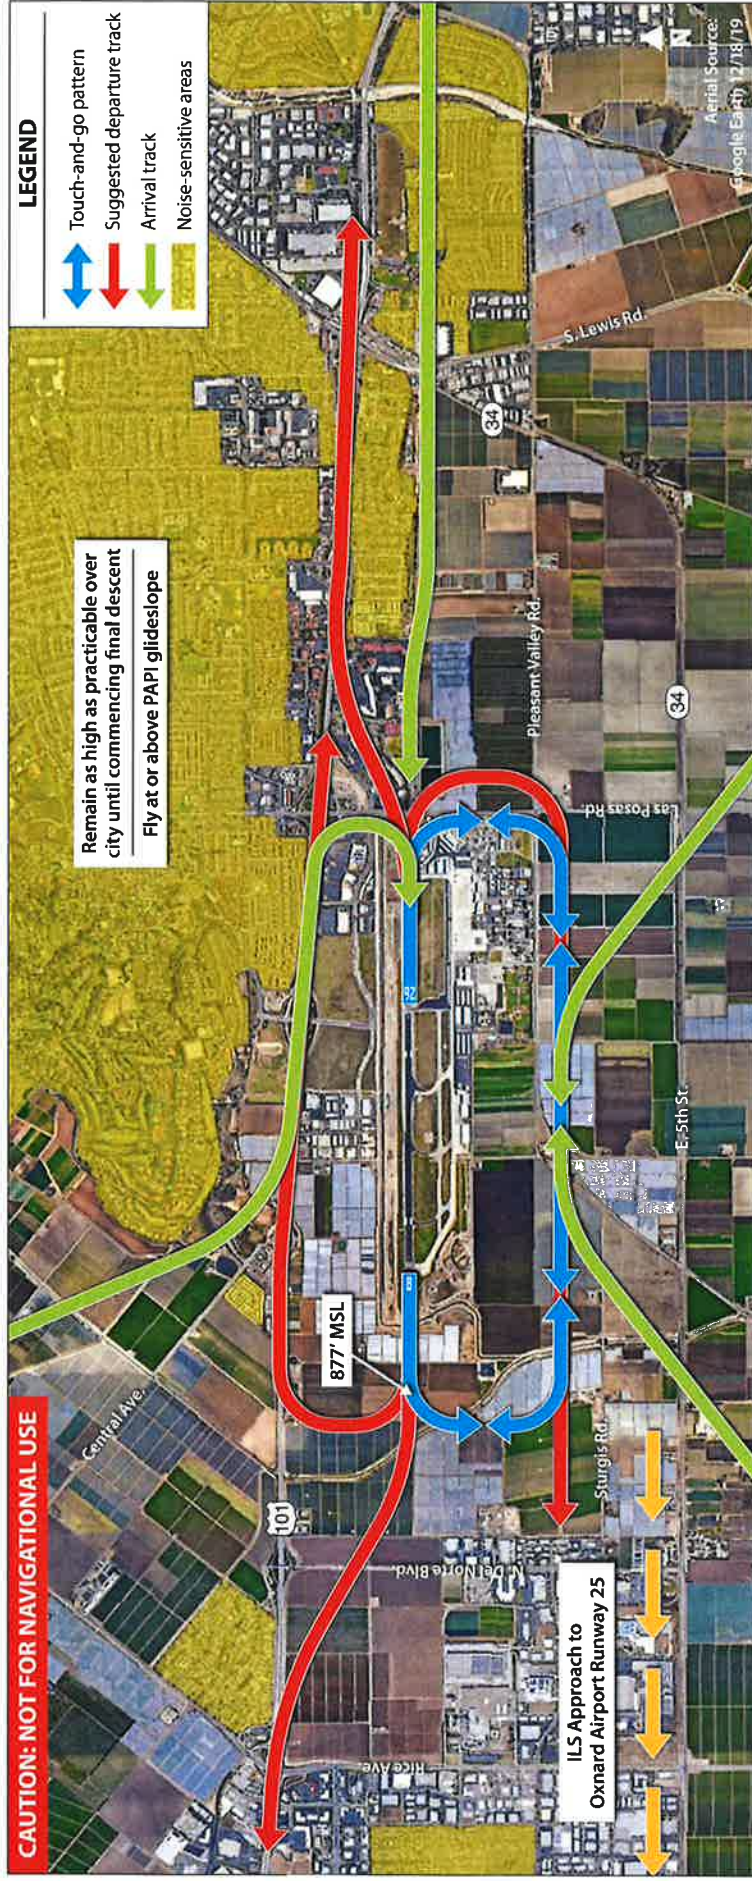 CAUTION: NOT FOR NAVIGATIONAL USE
LEGEND
Touch-and-go pattern
Suggested departure track
Arrival track
Noise-sensitive areas
Remain as high as practicable over
city until commencing final descent
Fly at or above PAPI glideslope
Central Ave.
101
877' MSL
8
26
34
S. Lewis Rd.
Pleasant Valley Rd.
Las Posas Rd.
34
E. 5th St.
Sturgis Rd.
N. Del Norte Blvd.
Rice Ave.
ILS Approach to
Oxnard Airport Runway 25
N
Aerial Source:
Google Earth 12/18/19